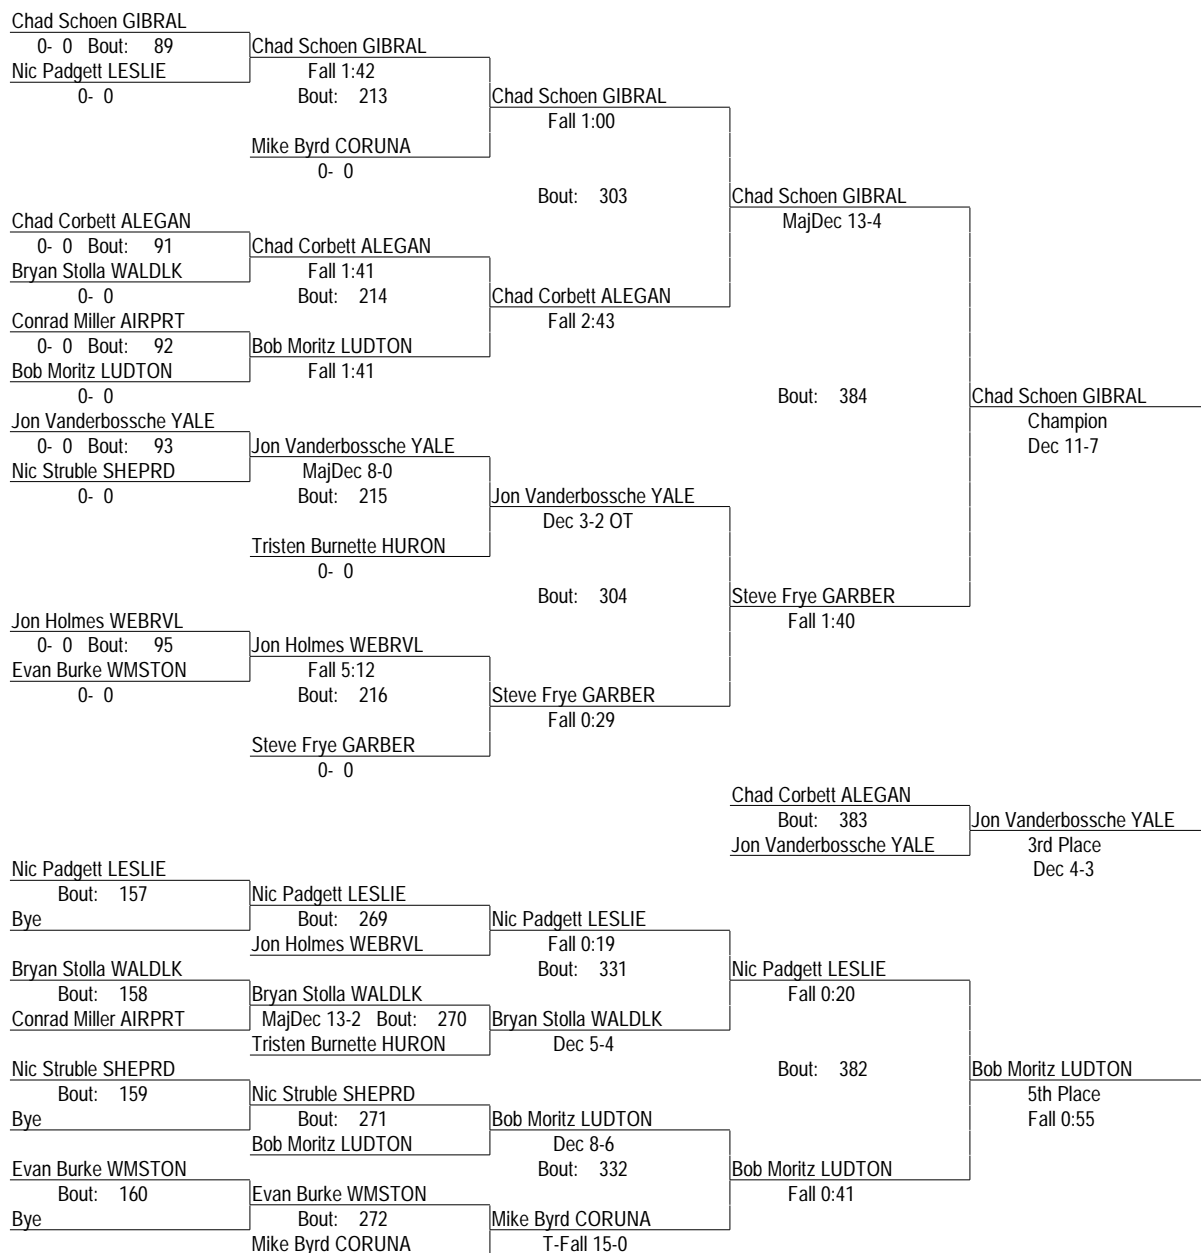 Chad Schoen GIBRAL
0- 0 Bout: 89 Chad Schoen GIBRAL
Nic Padgett LESLIE Fall 1:42
0- 0 Bout: 213 Chad Schoen GIBRAL
Fall 1:00
Mike Byrd CORUNA
0- 0
Bout: 303 Chad Schoen GIBRAL
Chad Corbett ALEGAN MajDec 13-4
0- 0 Bout: 91 Chad Corbett ALEGAN
Bryan Stolla WALDLK Fall 1:41
0- 0 Bout: 214 Chad Corbett ALEGAN
Conrad Miller AIRPRT Fall 2:43
0- 0 Bout: 92 Bob Moritz LUDTON
Bob Moritz LUDTON Fall 1:41
0- 0 Bout: 384 Chad Schoen GIBRAL
Jon Vanderbossche YALE Champion
0- 0 Bout: 93 Jon Vanderbossche YALE Dec 11-7
Nic Struble SHEPRD MajDec 8-0
0- 0 Bout: 215 Jon Vanderbossche YALE
Dec 3-2 OT
Tristen Burnette HURON
0- 0
Bout: 304 Steve Frye GARBER
Jon Holmes WEBRVL Fall 1:40
0- 0 Bout: 95 Jon Holmes WEBRVL
Evan Burke WMSTON Fall 5:12
0- 0 Bout: 216 Steve Frye GARBER
Fall 0:29
Steve Frye GARBER
0- 0
Chad Corbett ALEGAN
Bout: 383 Jon Vanderbossche YALE
Jon Vanderbossche YALE 3rd Place
Nic Padgett LESLIE Dec 4-3
Bout: 157 Nic Padgett LESLIE
Bye Bout: 269 Nic Padgett LESLIE
Jon Holmes WEBRVL Fall 0:19
Bryan Stolla WALDLK Bout: 331 Nic Padgett LESLIE
Bout: 158 Bryan Stolla WALDLK Fall 0:20
Conrad Miller AIRPRT MajDec 13-2 Bout: 270 Bryan Stolla WALDLK
Tristen Burnette HURON Dec 5-4
Nic Struble SHEPRD Bout: 382 Bob Moritz LUDTON
Bout: 159 Nic Struble SHEPRD 5th Place
Bye Bout: 271 Bob Moritz LUDTON Fall 0:55
Bob Moritz LUDTON Dec 8-6
Evan Burke WMSTON Bout: 332 Bob Moritz LUDTON
Bout: 160 Evan Burke WMSTON Fall 0:41
Bye Bout: 272 Mike Byrd CORUNA
Mike Byrd CORUNA T-Fall 15-0